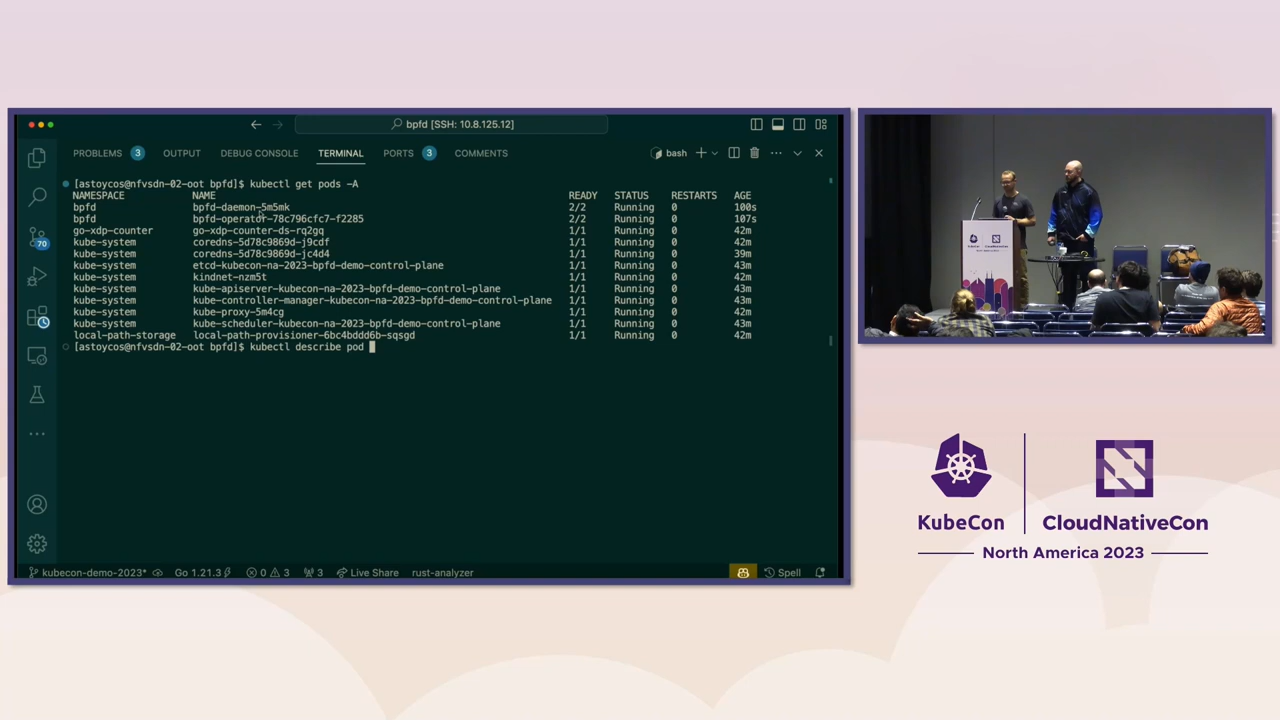 bpfd [SSH: 10.8.125.12]
PROBLEMS 3 OUTPUT DEBUG CONSOLE TERMINAL PORTS 3 COMMENTS bash
[astoycos@nfvsdn-02-oot bpfd]$ kubectl get pods -A
NAMESPACE NAME READY STATUS RESTARTS AGE
bpfd bpfd-daemon-5m5mk 2/2 Running 0 100s
bpfd bpfd-operator-78c796cfc7-f2285 2/2 Running 0 107s
go-xdp-counter go-xdp-counter-ds-rq2gq 1/1 Running 0 42m
kube-system coredns-5d78c9869d-j9cdf 1/1 Running 0 42m
kube-system coredns-5d78c9869d-jc4d4 1/1 Running 0 39m
kube-system etcd-kubecon-na-2023-bpfd-demo-control-plane 1/1 Running 0 43m
kube-system kindnet-nzm5t 1/1 Running 0 42m
kube-system kube-apiserver-kubecon-na-2023-bpfd-demo-control-plane 1/1 Running 0 43m
kube-system kube-controller-manager-kubecon-na-2023-bpfd-demo-control-plane 1/1 Running 0 43m
kube-system kube-proxy-5m4cg 1/1 Running 0 42m
kube-system kube-scheduler-kubecon-na-2023-bpfd-demo-control-plane 1/1 Running 0 43m
local-path-storage local-path-provisioner-6bc4bddd6b-sqsgd 1/1 Running 0 42m
[astoycos@nfvsdn-02-oot bpfd]$ kubectl describe pod
70
kubecon-demo-2023* Go 1.21.3 0 3 3 Live Share rust-analyzer Spell
KubeCon
CloudNativeCon
North America 2023